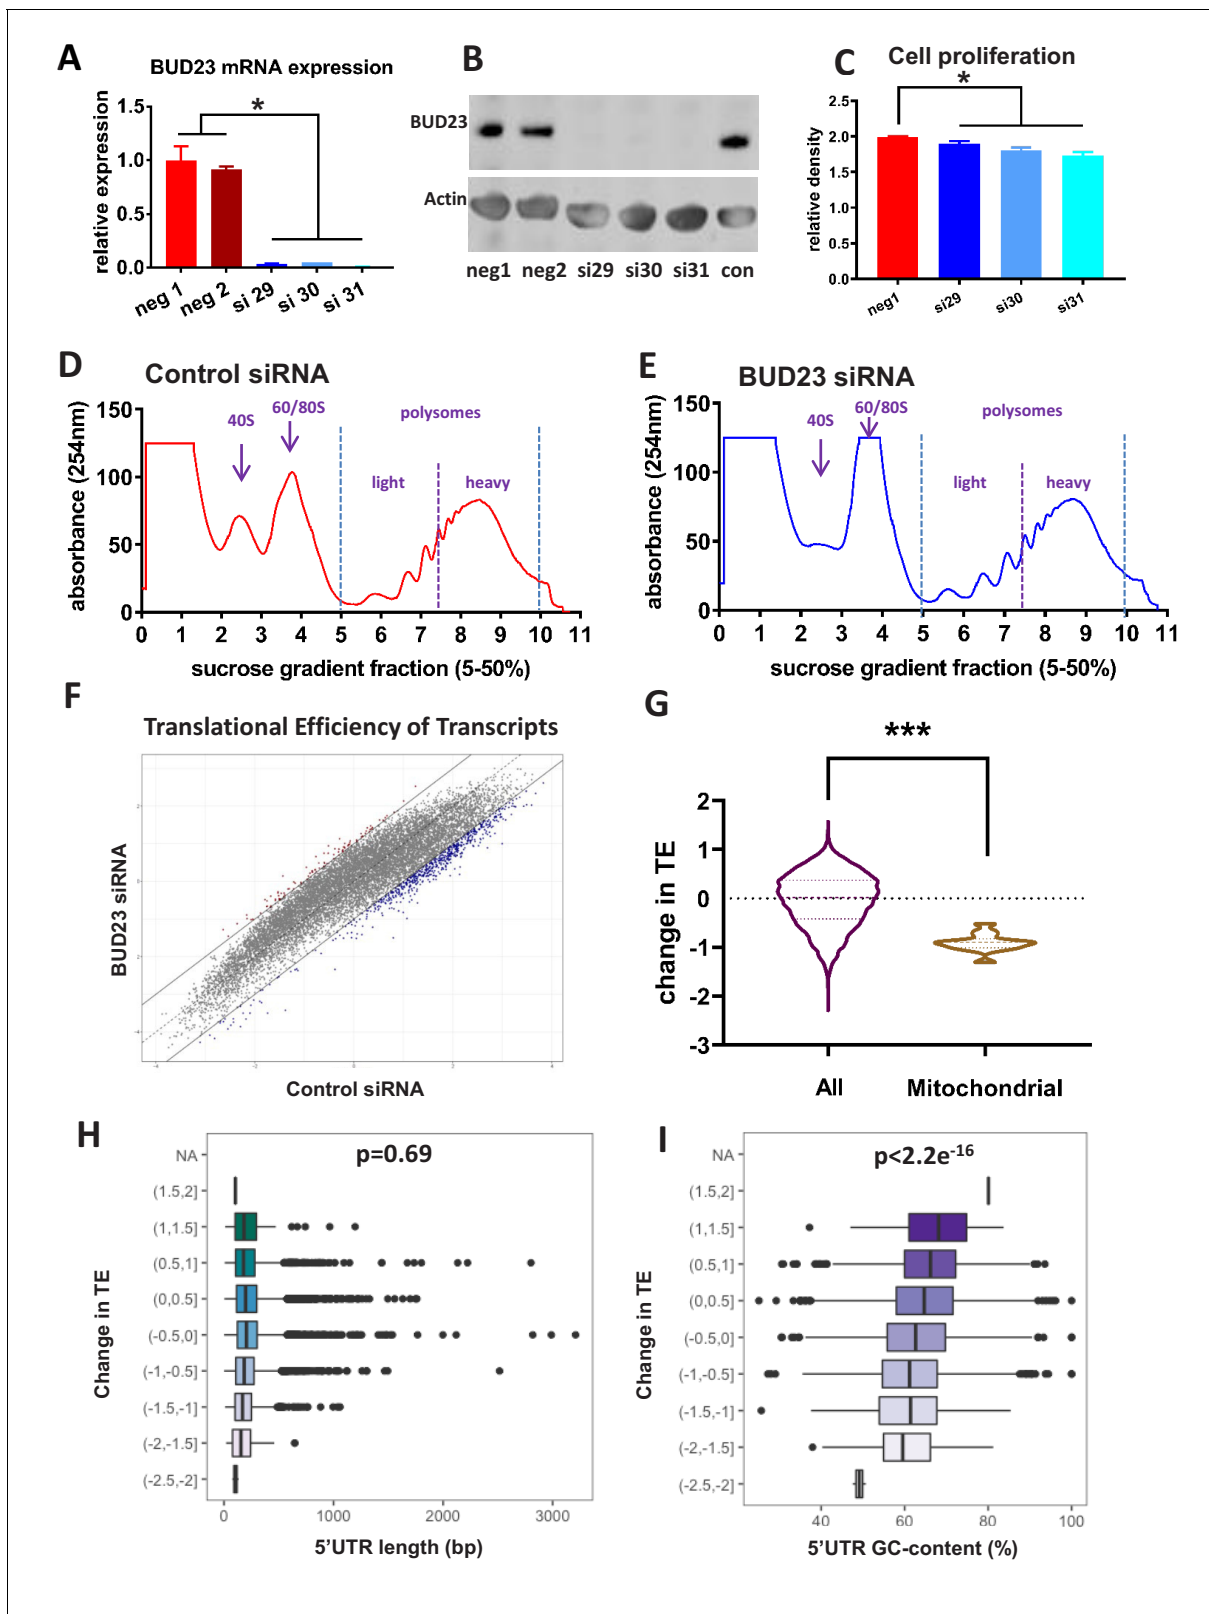 A
BUD23 mRNA expression
relative expression
1.5
1.0
0.5
0.0
*
neg 1
neg 2
si 29
si 30
si 31
B
BUD23
Actin
neg1 neg2 si29 si30 si31 con
C
Cell proliferation
*
relative density
2.5
2.0
1.5
1.0
0.5
0.0
neg1
si29
si30
si31
D
Control siRNA
absorbance (254nm)
150
100
50
0
40S
60/80S
polysomes
light
heavy
0 1 2 3 4 5 6 7 8 9 10 11
sucrose gradient fraction (5-50%)
E
BUD23 siRNA
absorbance (254nm)
150
100
50
0
40S
60/80S
polysomes
light
heavy
0 1 2 3 4 5 6 7 8 9 10 11
sucrose gradient fraction (5-50%)
F
Translational Efficiency of Transcripts
BUD23 siRNA
Control siRNA
G
***
change in TE
2
1
0
-1
-2
-3
All
Mitochondrial
H
p=0.69
Change in TE
NA
(1.5,2]
(1,1.5]
(0.5,1]
(0,0.5]
(-0.5,0]
(-1,-0.5]
(-1.5,-1]
(-2,-1.5]
(-2.5,-2]
0 1000 2000 3000
5'UTR length (bp)
I
p<2.2e-16
Change in TE
NA
(1.5,2]
(1,1.5]
(0.5,1]
(0,0.5]
(-0.5,0]
(-1,-0.5]
(-1.5,-1]
(-2,-1.5]
(-2.5,-2]
40 60 80 100
5'UTR GC-content (%)